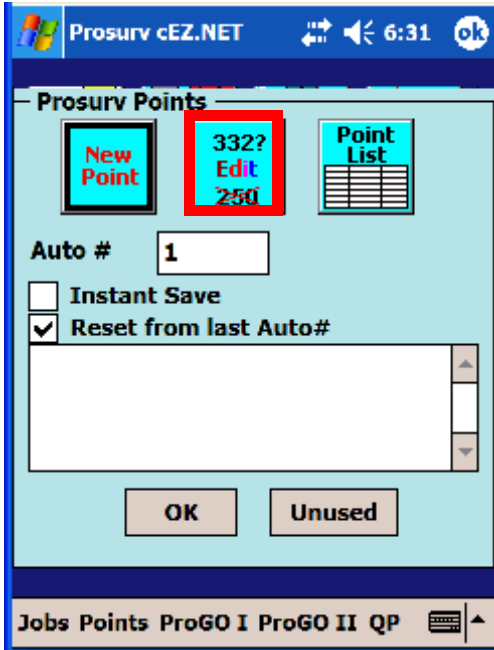 Prosurv cEZ.NET 6:31 ok
Prosurv Points
New Point
332? Edit 250
Point List
Auto # 1
Instant Save
Reset from last Auto#
OK Unused
Jobs Points ProGO I ProGO II QP